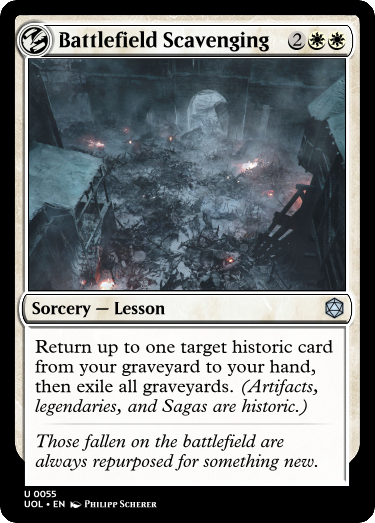 Battlefield Scavenging 2
Sorcery — Lesson
Return up to one target historic card
from your graveyard to your hand,
then exile all graveyards. (Artifacts,
legendaries, and Sagas are historic.)
Those fallen on the battlefield are
always repurposed for something new.
U 0055
UOL • EN Philipp Scherer